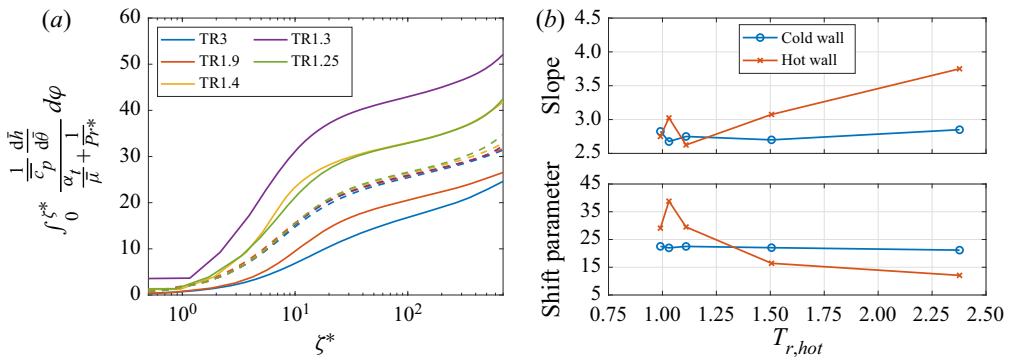 (a)
TR3
TR1.3
TR1.9
TR1.25
TR1.4
60
50
40
30
20
10
0
10⁰
10¹
10²
ζ*
∫₀^ζ* (1/c̄_p dh̄/dθ̄)/(α_t/μ̄ + 1/P̄r*) dφ
(b)
Cold wall
Hot wall
Slope
4.5
4.0
3.5
3.0
2.5
Shift parameter
45
35
25
15
5
0.75
1.00
1.25
1.50
1.75
2.00
2.25
2.50
T_r,hot